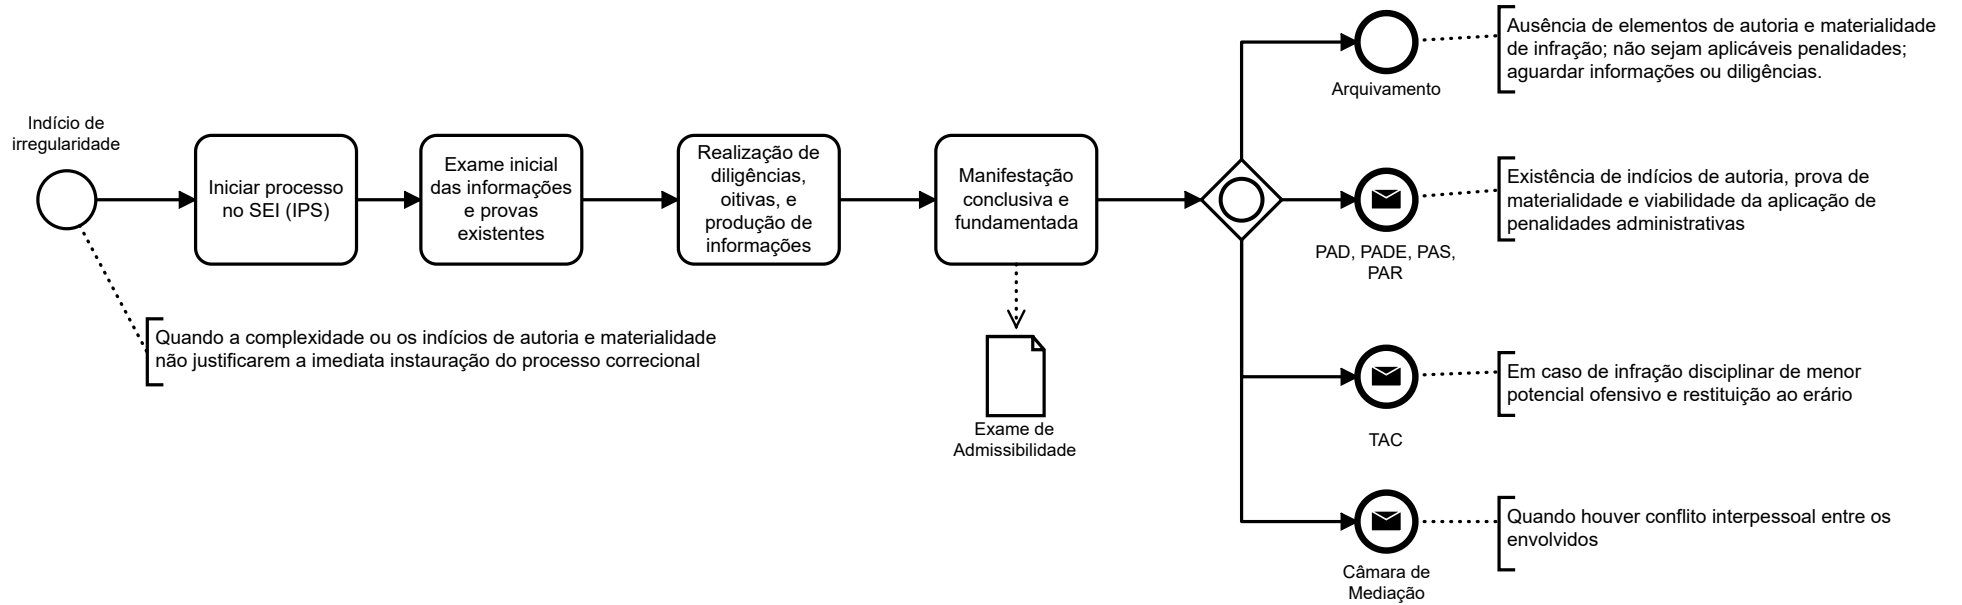 Indício de
irregularidade
Iniciar processo
no SEI (IPS)
Exame inicial
das informações
e provas
existentes
Realização de
diligências,
oitivas, e
produção de
informações
Manifestação
conclusiva e
fundamentada
Quando a complexidade ou os indícios de autoria e materialidade
não justificarem a imediata instauração do processo correcional
Exame de
Admissibilidade
Arquivamento
Ausência de elementos de autoria e materialidade
de infração; não sejam aplicáveis penalidades;
aguardar informações ou diligências.
PAD, PADE, PAS,
PAR
Existência de indícios de autoria, prova de
materialidade e viabilidade da aplicação de
penalidades administrativas
TAC
Em caso de infração disciplinar de menor
potencial ofensivo e restituição ao erário
Câmara de
Mediação
Quando houver conflito interpessoal entre os
envolvidos